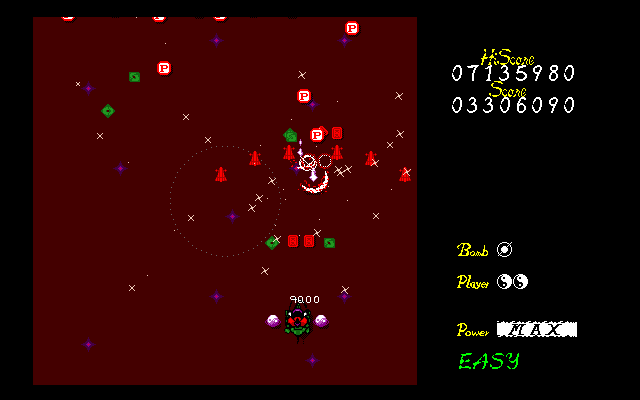 P
P
P
P
HiScore
07135980
Score
03306090
Bomb
Player
9000
Power MAX
EASY